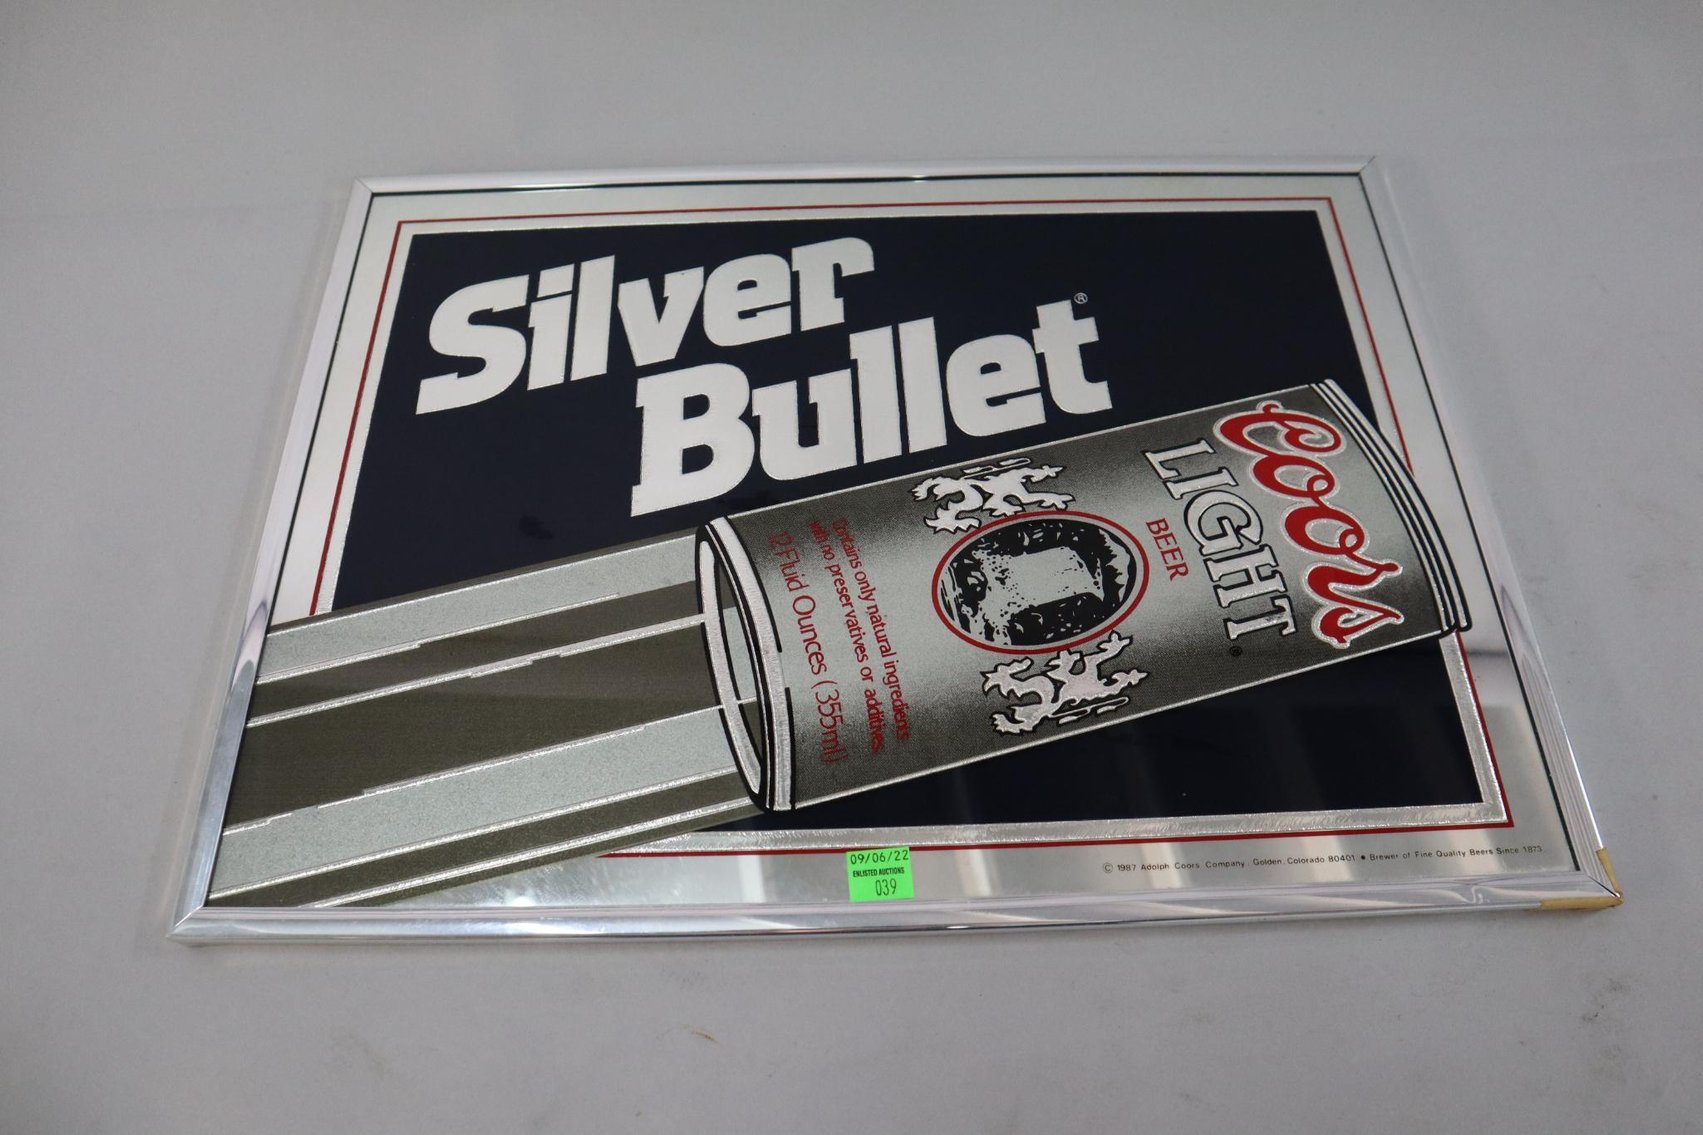 Silver
Bullet®
Coors
LIGHT®
BEER
Contains only natural ingredients
with no preservatives or additives.
12 Fluid Ounces (355ml)
09/06/22
ENLISTED AUCTIONS
039
© 1987 Adolph Coors Company, Golden, Colorado 80401 • Brewer of Fine Quality Beers Since 1873.